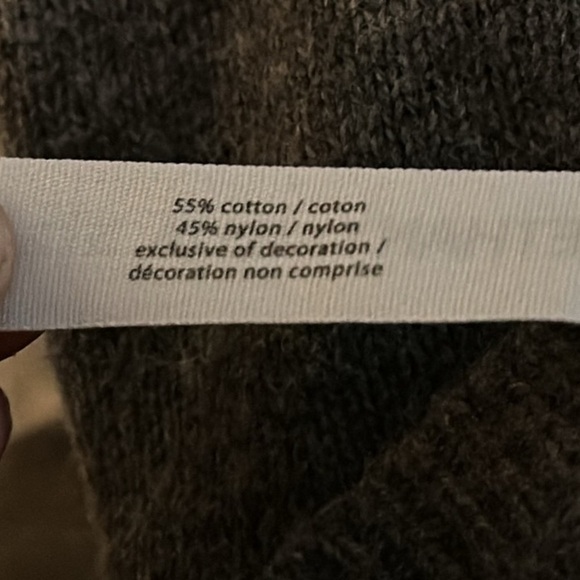 55% cotton / coton
45% nylon / nylon
exclusive of decoration /
décoration non comprise